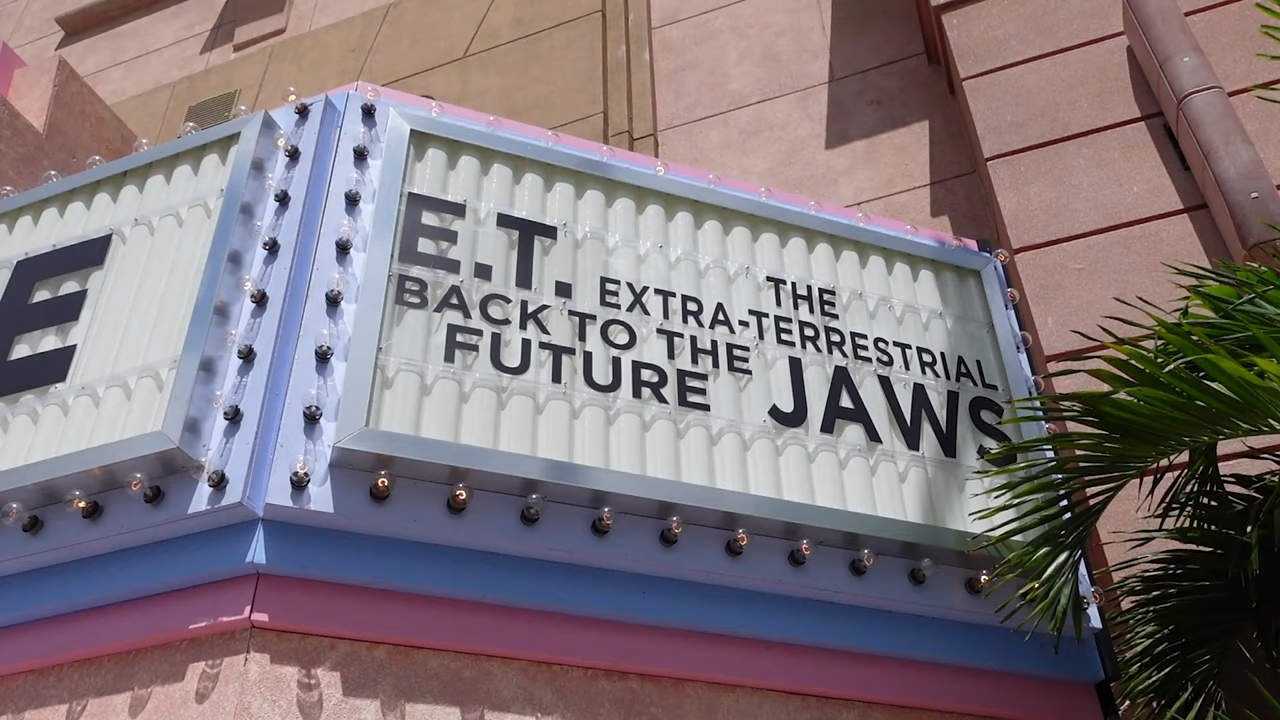 E
E.T. THE
EXTRA-TERRESTRIAL
BACK TO THE
FUTURE JAWS